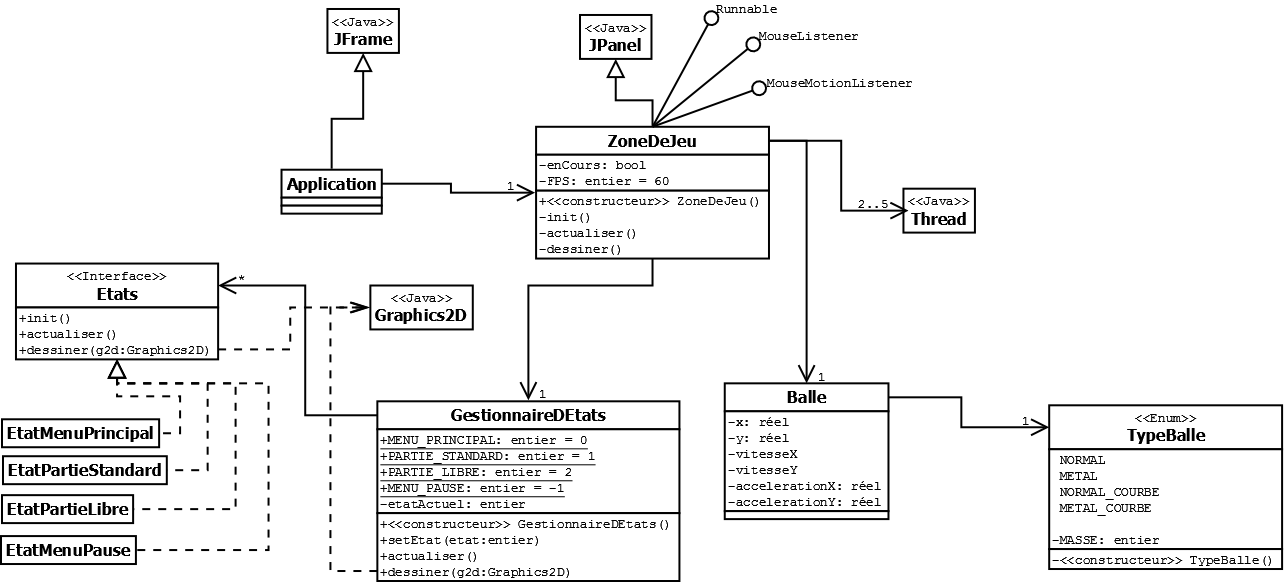 <<Java>>
JFrame
<<Java>>
JPanel
Runnable
MouseListener
MouseMotionListener
ZoneDeJeu
-enCours: bool
-FPS: entier = 60
+<<constructeur>> ZoneDeJeu()
-init()
-actualiser()
-dessiner()
Application
1
2..5
<<Java>>
Thread
<<Interface>>
Etats
+init()
+actualiser()
+dessiner(g2d:Graphics2D)
*
<<Java>>
Graphics2D
EtatMenuPrincipal
EtatPartieStandard
EtatPartieLibre
EtatMenuPause
1
GestionnaireDEtats
+MENU_PRINCIPAL: entier = 0
+PARTIE_STANDARD: entier = 1
+PARTIE_LIBRE: entier = 2
+MENU_PAUSE: entier = -1
-etatActuel: entier
+<<constructeur>> GestionnaireDEtats()
+setEtat(etat:entier)
+actualiser()
+dessiner(g2d:Graphics2D)
1
Balle
-x: réel
-y: réel
-vitesseX
-vitesseY
-accelerationX: réel
-accelerationY: réel
1
<<Enum>>
TypeBalle
NORMAL
METAL
NORMAL_COURBE
METAL_COURBE
-MASSE: entier
-<<constructeur>> TypeBalle()